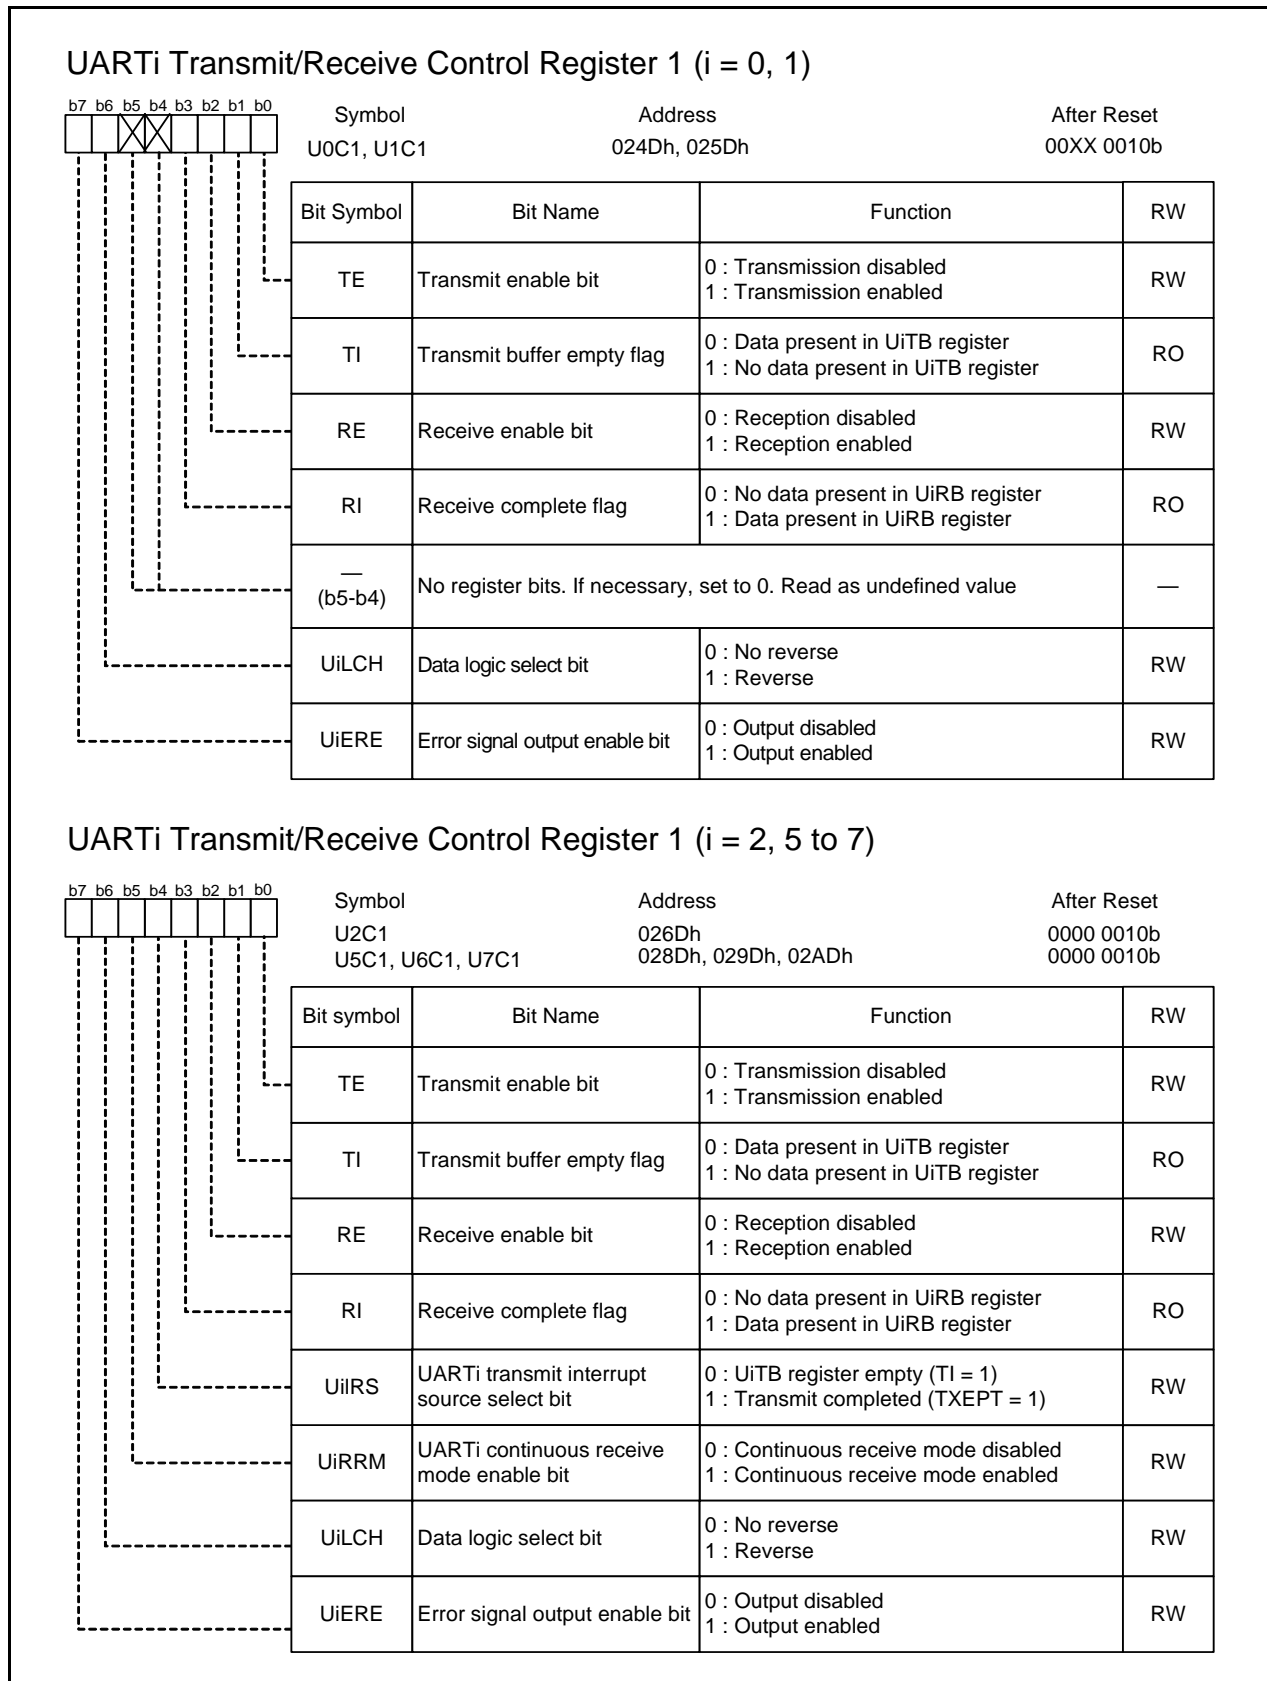 UARTi Transmit/Receive Control Register 1 (i = 0, 1)
b7 b6 b5 b4 b3 b2 b1 b0
Symbol Address After Reset
U0C1, U1C1 024Dh, 025Dh 00XX 0010b
Bit Symbol Bit Name Function RW
TE Transmit enable bit 0 : Transmission disabled
1 : Transmission enabled RW
TI Transmit buffer empty flag 0 : Data present in UiTB register
1 : No data present in UiTB register RO
RE Receive enable bit 0 : Reception disabled
1 : Reception enabled RW
RI Receive complete flag 0 : No data present in UiRB register
1 : Data present in UiRB register RO
—
(b5-b4) No register bits. If necessary, set to 0. Read as undefined value —
UiLCH Data logic select bit 0 : No reverse
1 : Reverse RW
UiERE Error signal output enable bit 0 : Output disabled
1 : Output enabled RW
UARTi Transmit/Receive Control Register 1 (i = 2, 5 to 7)
b7 b6 b5 b4 b3 b2 b1 b0
Symbol Address After Reset
U2C1 026Dh 0000 0010b
U5C1, U6C1, U7C1 028Dh, 029Dh, 02ADh 0000 0010b
Bit symbol Bit Name Function RW
TE Transmit enable bit 0 : Transmission disabled
1 : Transmission enabled RW
TI Transmit buffer empty flag 0 : Data present in UiTB register
1 : No data present in UiTB register RO
RE Receive enable bit 0 : Reception disabled
1 : Reception enabled RW
RI Receive complete flag 0 : No data present in UiRB register
1 : Data present in UiRB register RO
UiIRS UARTi transmit interrupt
source select bit 0 : UiTB register empty (TI = 1)
1 : Transmit completed (TXEPT = 1) RW
UiRRM UARTi continuous receive
mode enable bit 0 : Continuous receive mode disabled
1 : Continuous receive mode enabled RW
UiLCH Data logic select bit 0 : No reverse
1 : Reverse RW
UiERE Error signal output enable bit 0 : Output disabled
1 : Output enabled RW